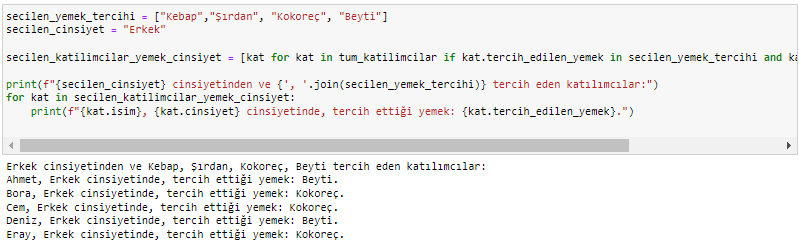 secilen_yemek_tercihi = ["Kebap","Şırdan", "Kokoreç", "Beyti"]
secilen_cinsiyet = "Erkek"
secilen_katilimcilar_yemek_cinsiyet = [kat for kat in tum_katilimcilar if kat.tercih_edilen_yemek in secilen_yemek_tercihi and ka
print(f"{secilen_cinsiyet} cinsiyetinden ve {', '.join(secilen_yemek_tercihi)} tercih eden katılımcılar:")
for kat in secilen_katilimcilar_yemek_cinsiyet:
    print(f"{kat.isim}, {kat.cinsiyet} cinsiyetinde, tercih ettiği yemek: {kat.tercih_edilen_yemek}.")
Erkek cinsiyetinden ve Kebap, Şırdan, Kokoreç, Beyti tercih eden katılımcılar:
Ahmet, Erkek cinsiyetinde, tercih ettiği yemek: Beyti.
Bora, Erkek cinsiyetinde, tercih ettiği yemek: Kokoreç.
Cem, Erkek cinsiyetinde, tercih ettiği yemek: Kokoreç.
Deniz, Erkek cinsiyetinde, tercih ettiği yemek: Beyti.
Eray, Erkek cinsiyetinde, tercih ettiği yemek: Kokoreç.